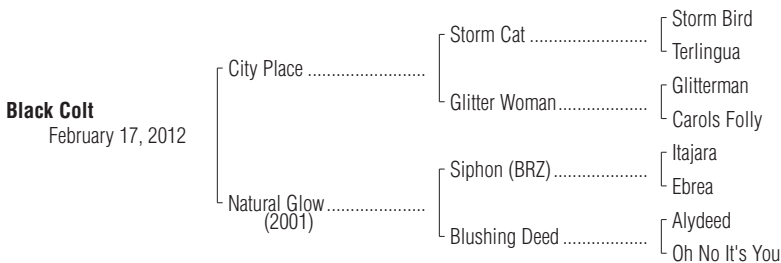 Black Colt
February 17, 2012
City Place ........................
Natural Glow ....................
(2001)
Storm Cat ........................
Glitter Woman ..................
Siphon (BRZ) ...................
Blushing Deed .................
Storm Bird
Terlingua
Glitterman
Carols Folly
Itajara
Ebrea
Alydeed
Oh No It's You